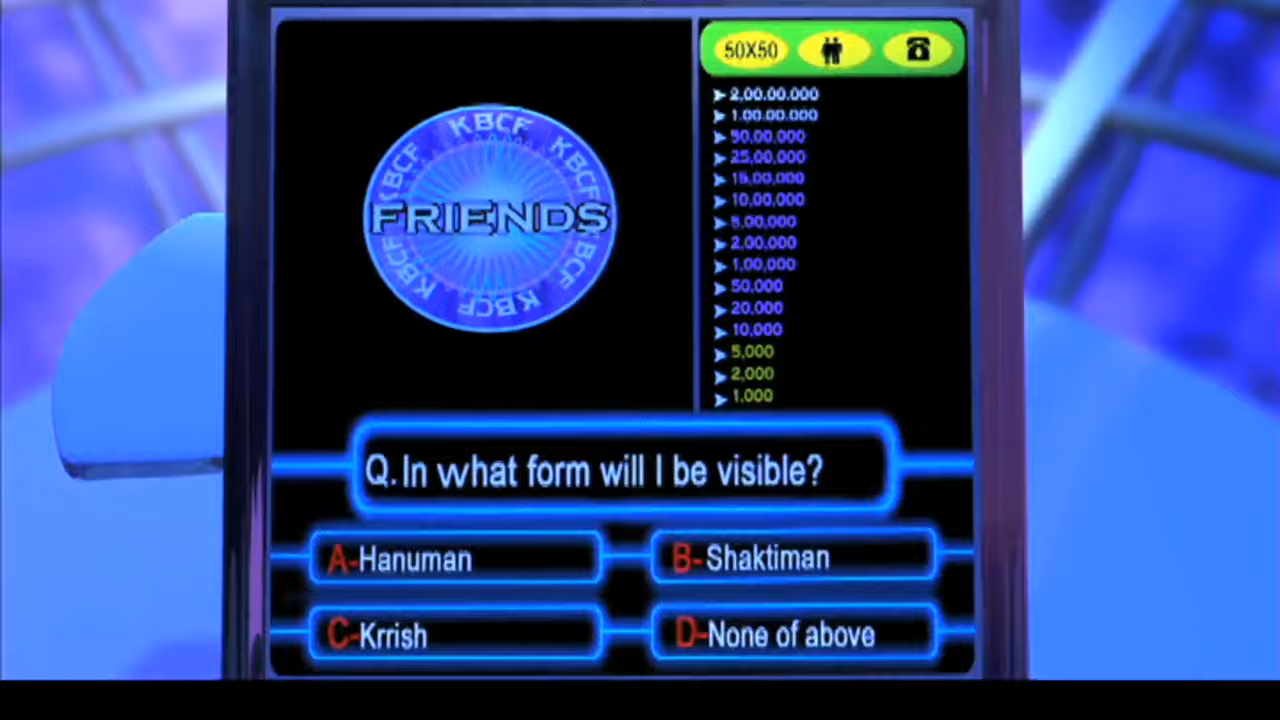 KBCF KBCF KBCF KBCF KBCF KBCF KBCF KBCF
FRIENDS
50X50
2,00.00.000
1.00.00.000
50,00,000
25,00,000
15,00,000
10,00,000
5,00,000
2,00,000
1,00,000
50,000
20,000
10,000
5,000
2,000
1,000
Q.In what form will I be visible?
A-Hanuman
B-Shaktiman
C-Krrish
D-None of above